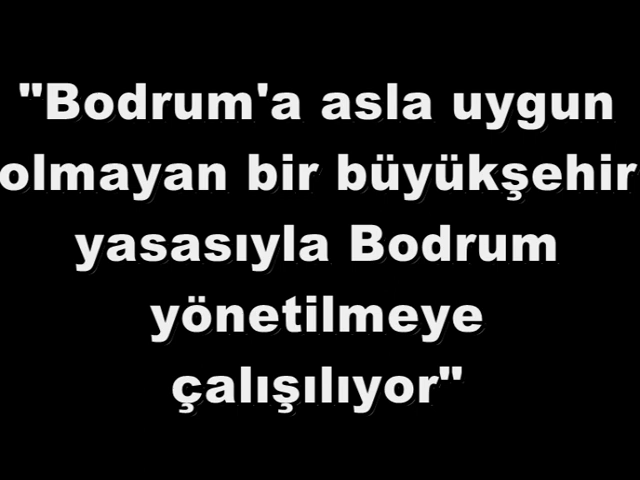 "Bodrum'a asla uygun
olmayan bir büyükşehir
yasasıyla Bodrum
yönetilmeye
çalışılıyor"